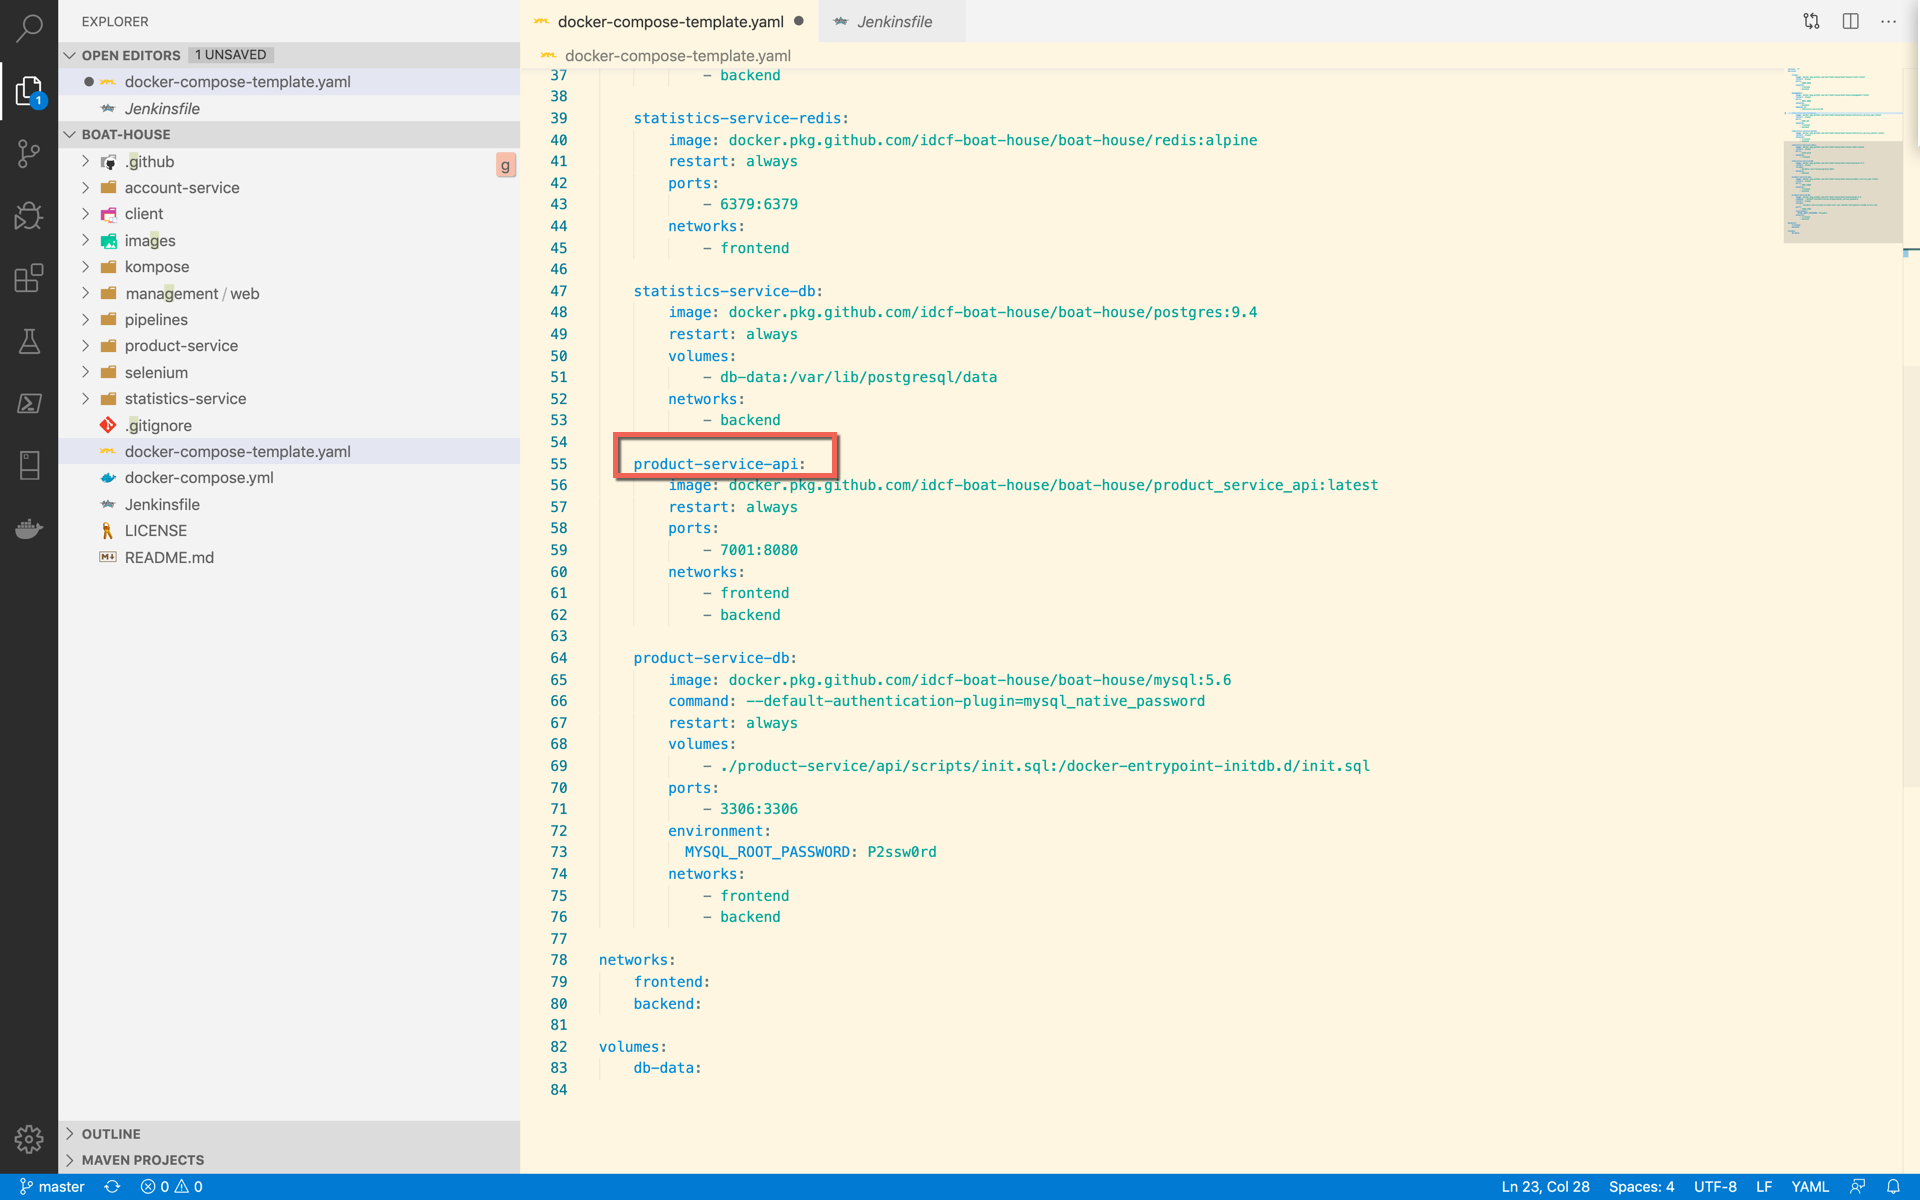 EXPLORER
OPEN EDITORS 1 UNSAVED
docker-compose-template.yaml
Jenkinsfile
BOAT-HOUSE
.github
g
account-service
client
images
kompose
management / web
pipelines
product-service
selenium
statistics-service
.gitignore
docker-compose-template.yaml
docker-compose.yml
Jenkinsfile
LICENSE
README.md
OUTLINE
MAVEN PROJECTS
1
docker-compose-template.yaml
Jenkinsfile
docker-compose-template.yaml
37 - backend
38
39 statistics-service-redis:
40 image: docker.pkg.github.com/idcf-boat-house/boat-house/redis:alpine
41 restart: always
42 ports:
43 - 6379:6379
44 networks:
45 - frontend
46
47 statistics-service-db:
48 image: docker.pkg.github.com/idcf-boat-house/boat-house/postgres:9.4
49 restart: always
50 volumes:
51 - db-data:/var/lib/postgresql/data
52 networks:
53 - backend
54
55 product-service-api:
56 image: docker.pkg.github.com/idcf-boat-house/boat-house/product_service_api:latest
57 restart: always
58 ports:
59 - 7001:8080
60 networks:
61 - frontend
62 - backend
63
64 product-service-db:
65 image: docker.pkg.github.com/idcf-boat-house/boat-house/mysql:5.6
66 command: --default-authentication-plugin=mysql_native_password
67 restart: always
68 volumes:
69 - ./product-service/api/scripts/init.sql:/docker-entrypoint-initdb.d/init.sql
70 ports:
71 - 3306:3306
72 environment:
73 MYSQL_ROOT_PASSWORD: P2ssw0rd
74 networks:
75 - frontend
76 - backend
77
78 networks:
79 frontend:
80 backend:
81
82 volumes:
83 db-data:
84
master 0 0 Ln 23, Col 28 Spaces: 4 UTF-8 LF YAML